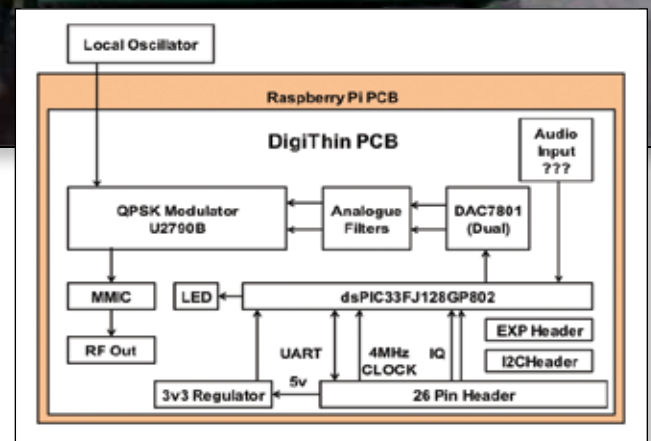 Local Oscillator
Raspberry Pi PCB
DigiThin PCB
Audio
Input
???
QPSK Modulator
U2790B
Analogue
Filters
DAC7801
(Dual)
MMIC
LED
dsPIC33FJ128GP802
RF Out
UART
4MHz
CLOCK
IQ
EXP Header
I2CHeader
5v
3v3 Regulator
26 Pin Header